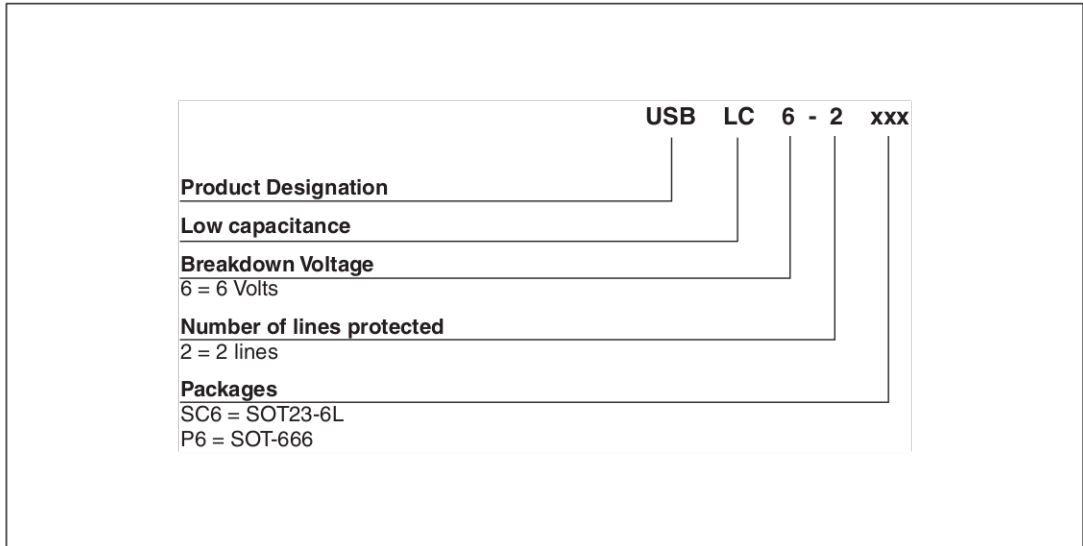 USB LC 6 - 2 xxx
Product Designation
Low capacitance
Breakdown Voltage
6 = 6 Volts
Number of lines protected
2 = 2 lines
Packages
SC6 = SOT23-6L
P6 = SOT-666